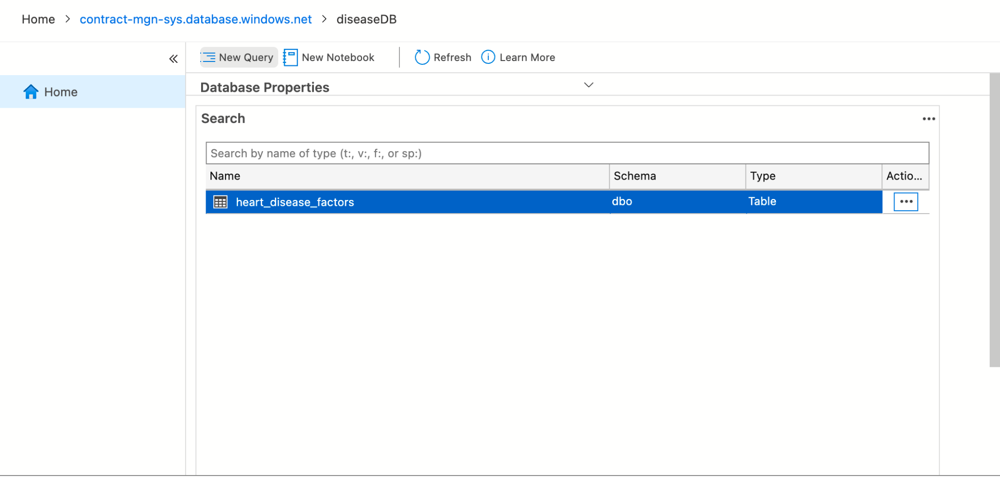 Home > contract-mgn-sys.database.windows.net > diseaseDB
New Query New Notebook Refresh Learn More
Home
Database Properties
Search
Search by name of type (t:, v:, f:, or sp:)
Name Schema Type Actio...
heart_disease_factors dbo Table